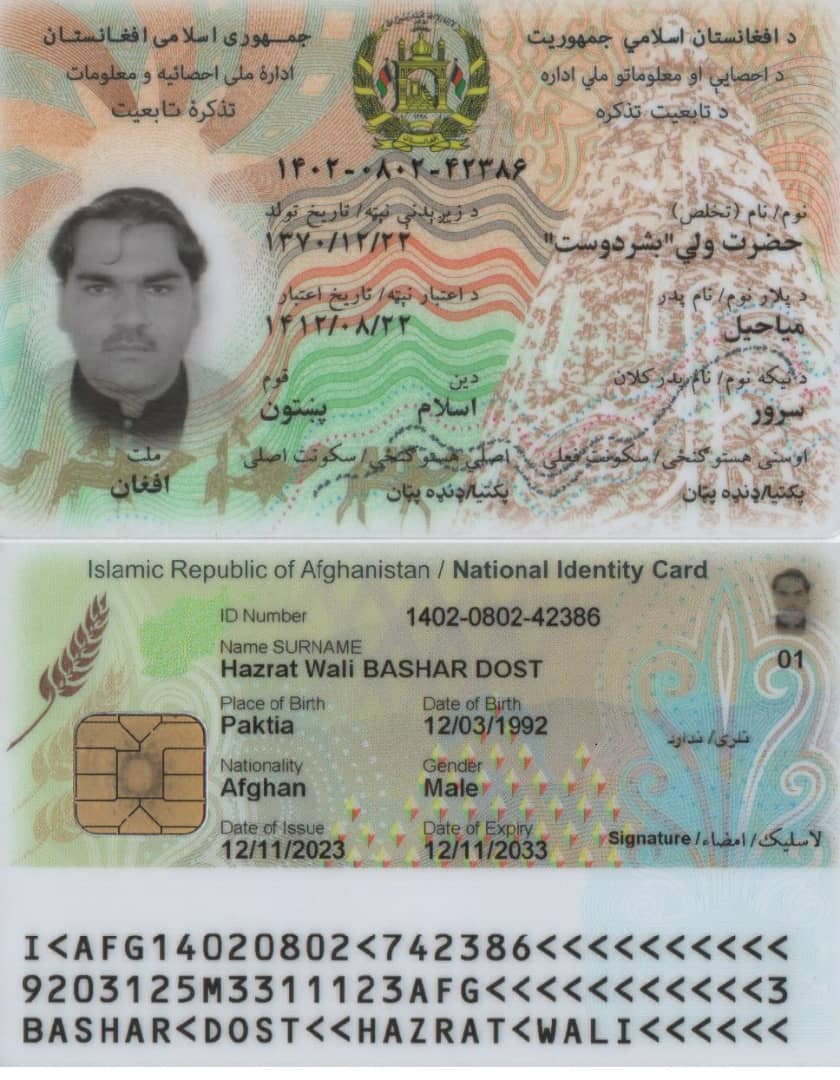 د افغانستان اسلامي جمهوریت
جمهوری اسلامی افغانستان
د احصایې او معلوماتو ملي اداره
ادارهٔ ملی احصائیه و معلومات
د تابعیت تذکره
تذکرهٔ تابعیت
۱۴۰۲-۰۸۰۲-۴۲۳۸۶
نوم/ نام (تخلص)
د زیږېدنې نېټه/ تاریخ تولد
حضرت ولي"بشردوست"
۱۳۷۰/۱۲/۲۲
د پلار نوم/ نام پدر
د اعتبار نېټه/ تاریخ اعتبار
میاجیل
۱۴۱۲/۰۸/۲۲
د نیکه نوم/ نام پدرکلان
دین
قوم
سرور
اسلام
پښتون
اوسنی هستوګنځی/ سکونت فعلی
اصلي هستوګنځی/ سکونت اصلی
ملت
پکتیا/ډنډه پټان
پکتیا/ډنډه پټان
افغان
Islamic Republic of Afghanistan / National Identity Card
ID Number 1402-0802-42386
Name SURNAME
Hazrat Wali BASHAR DOST
01
Place of Birth Date of Birth
Paktia 12/03/1992
نلري/ ندارد
Nationality Gender
Afghan Male
Date of Issue Date of Expiry
12/11/2023 12/11/2033
Signature /لاسلیک/ امضاء
I<AFG14020802<742386<<<<<<<<<<
9203125M3311123AFG<<<<<<<<<<<3
BASHAR<DOST<<HAZRAT<WALI<<<<<<